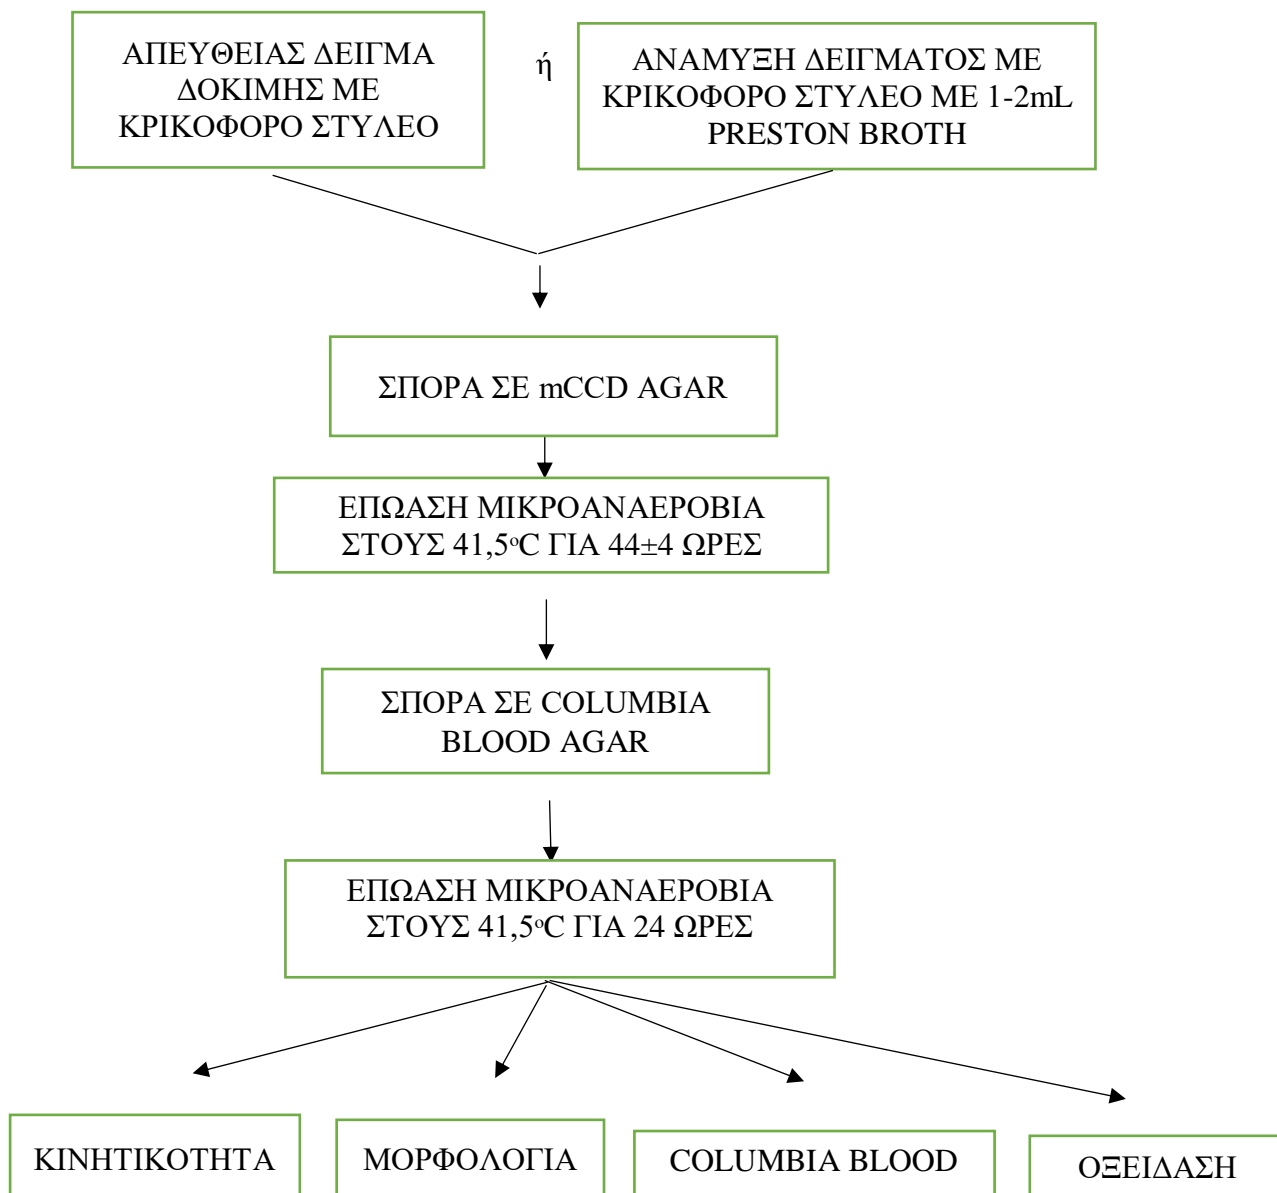 ΑΠΕΥΘΕΙΑΣ ΔΕΙΓΜΑ
ΔΟΚΙΜΗΣ ΜΕ
ΚΡΙΚΟΦΟΡΟ ΣΤΥΛΕΟ
ή
ΑΝΑΜΥΞΗ ΔΕΙΓΜΑΤΟΣ ΜΕ
ΚΡΙΚΟΦΟΡΟ ΣΤΥΛΕΟ ΜΕ 1-2mL
PRESTON BROTH
ΣΠΟΡΑ ΣΕ mCCD AGAR
ΕΠΩΑΣΗ ΜΙΚΡΟΑΝΑΕΡΟΒΙΑ
ΣΤΟΥΣ 41,5ᵒC ΓΙΑ 44±4 ΩΡΕΣ
ΣΠΟΡΑ ΣΕ COLUMBIA
BLOOD AGAR
ΕΠΩΑΣΗ ΜΙΚΡΟΑΝΑΕΡΟΒΙΑ
ΣΤΟΥΣ 41,5ᵒC ΓΙΑ 24 ΩΡΕΣ
ΚΙΝΗΤΙΚΟΤΗΤΑ
ΜΟΡΦΟΛΟΓΙΑ
COLUMBIA BLOOD
ΟΞΕΙΔΑΣΗ